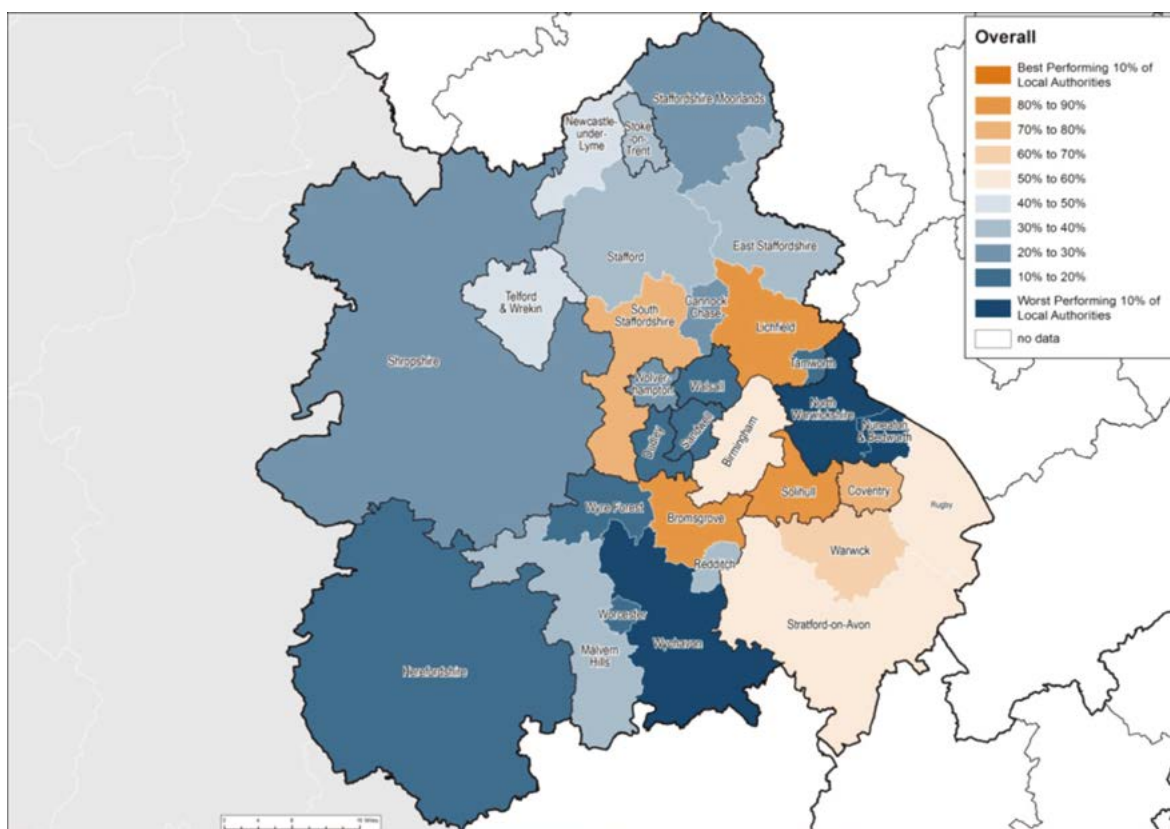 Overall
Best Performing 10% of
Local Authorities
80% to 90%
70% to 80%
60% to 70%
50% to 60%
40% to 50%
30% to 40%
20% to 30%
10% to 20%
Worst Performing 10% of
Local Authorities
no data
Staffordshire Moorlands
Newcastle-
under-
Lyme
Stoke-
on-
Trent
East Staffordshire
Stafford
Telford
& Wrekin
South
Staffordshire
Cannock
Chase
Lichfield
Shropshire
Tamworth
Wolver-
hampton
Walsall
North
Warwickshire
Nuneaton
& Bedworth
Dudley
Sandwell
Birmingham
Solihull
Coventry
Rugby
Wyre Forest
Bromsgrove
Warwick
Redditch
Worcester
Stratford-on-Avon
Wychavon
Malvern
Hills
Herefordshire